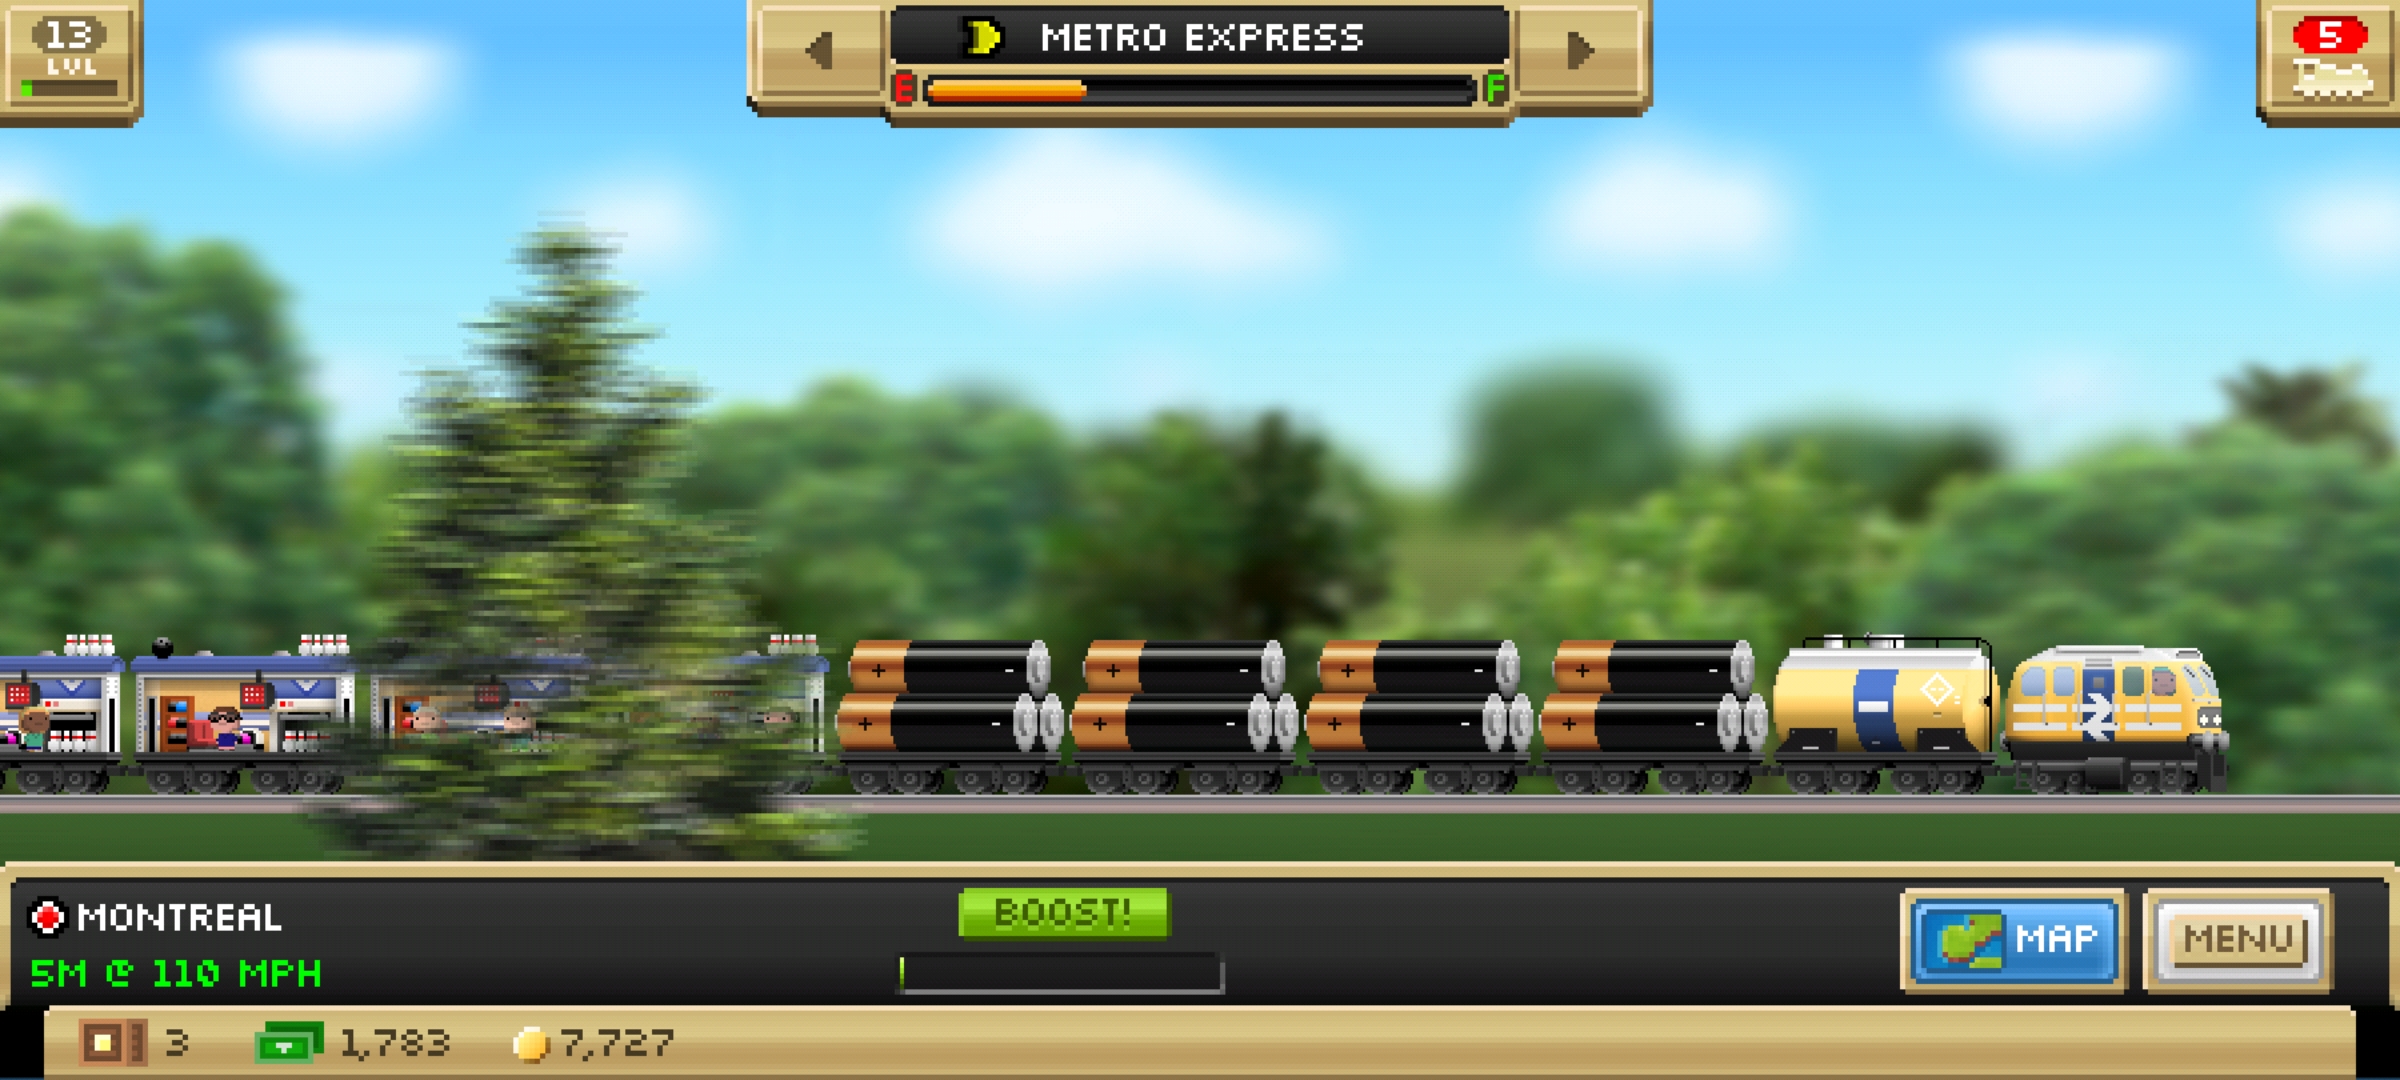 13
LVL
METRO EXPRESS
E F
5
+ - + - + - + -
+ - + - + - + -
MONTREAL
5M @ 110 MPH
BOOST!
MAP
MENU
3 1,783 7,727